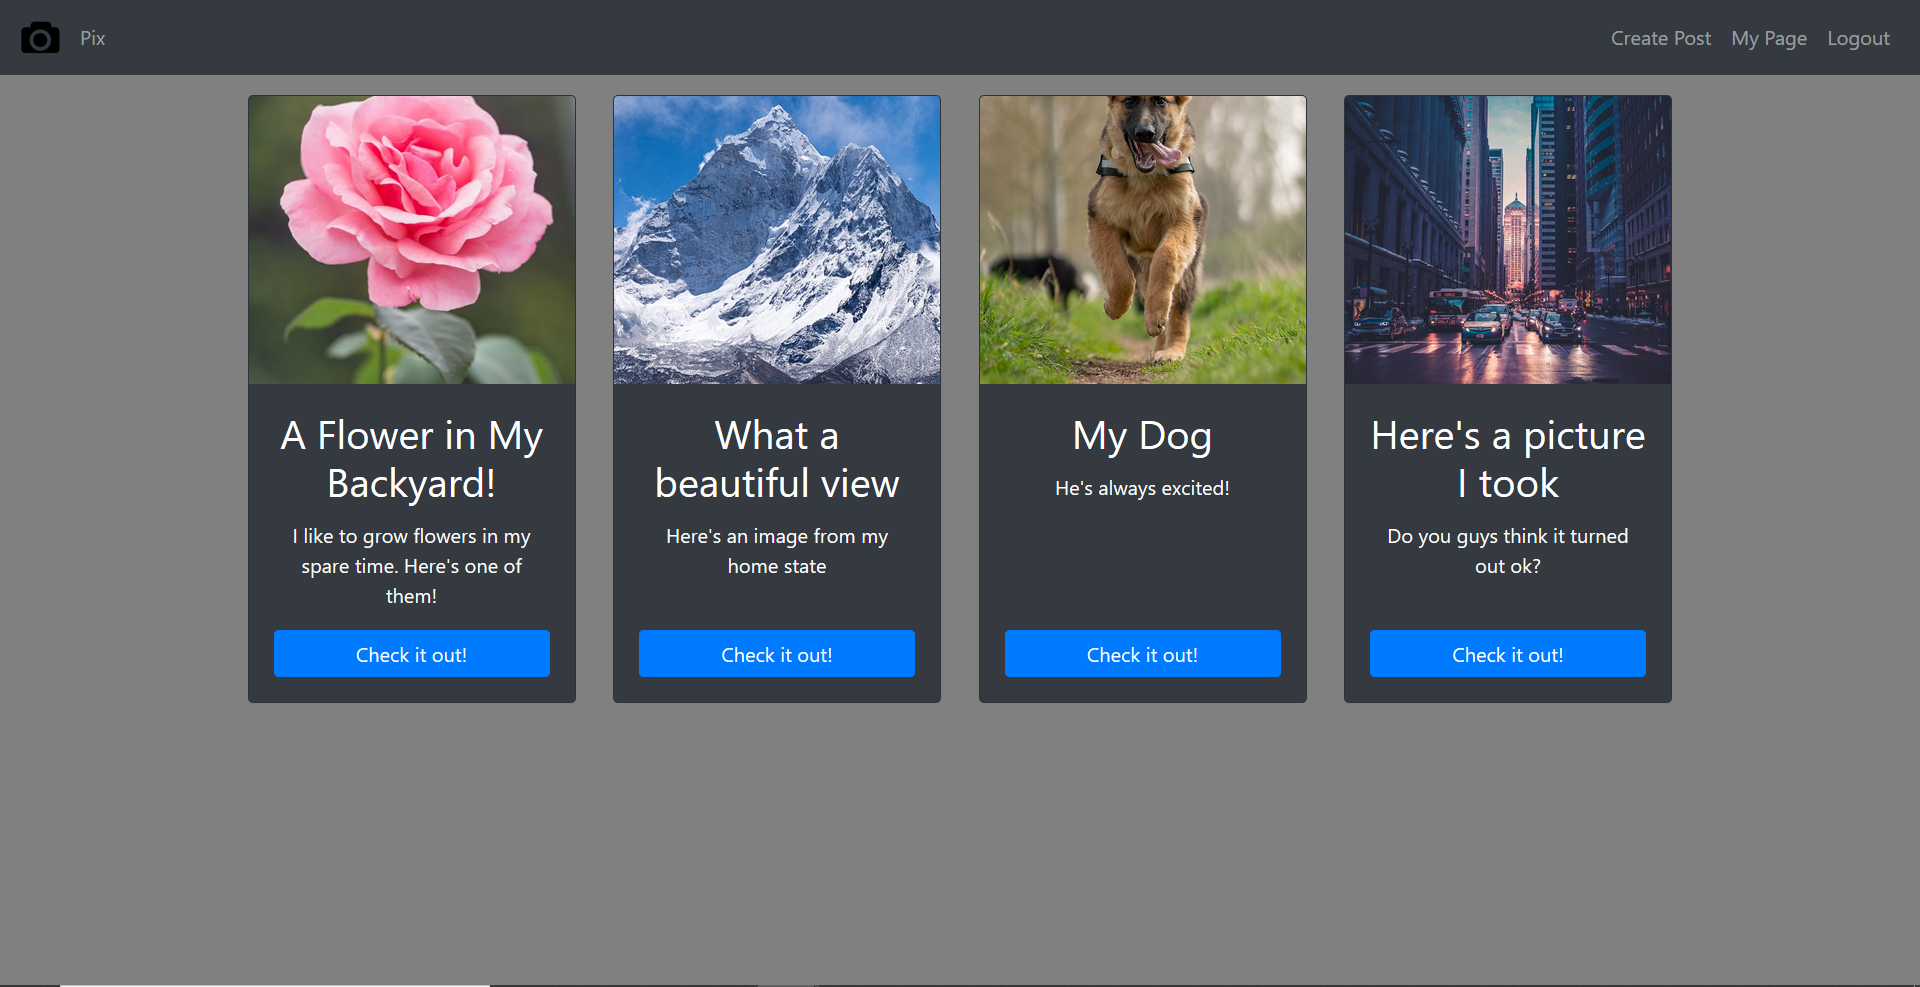 Pix
Create Post
My Page
Logout
A Flower in My
Backyard!
I like to grow flowers in my
spare time. Here's one of
them!
Check it out!
What a
beautiful view
Here's an image from my
home state
Check it out!
My Dog
He's always excited!
Check it out!
Here's a picture
I took
Do you guys think it turned
out ok?
Check it out!